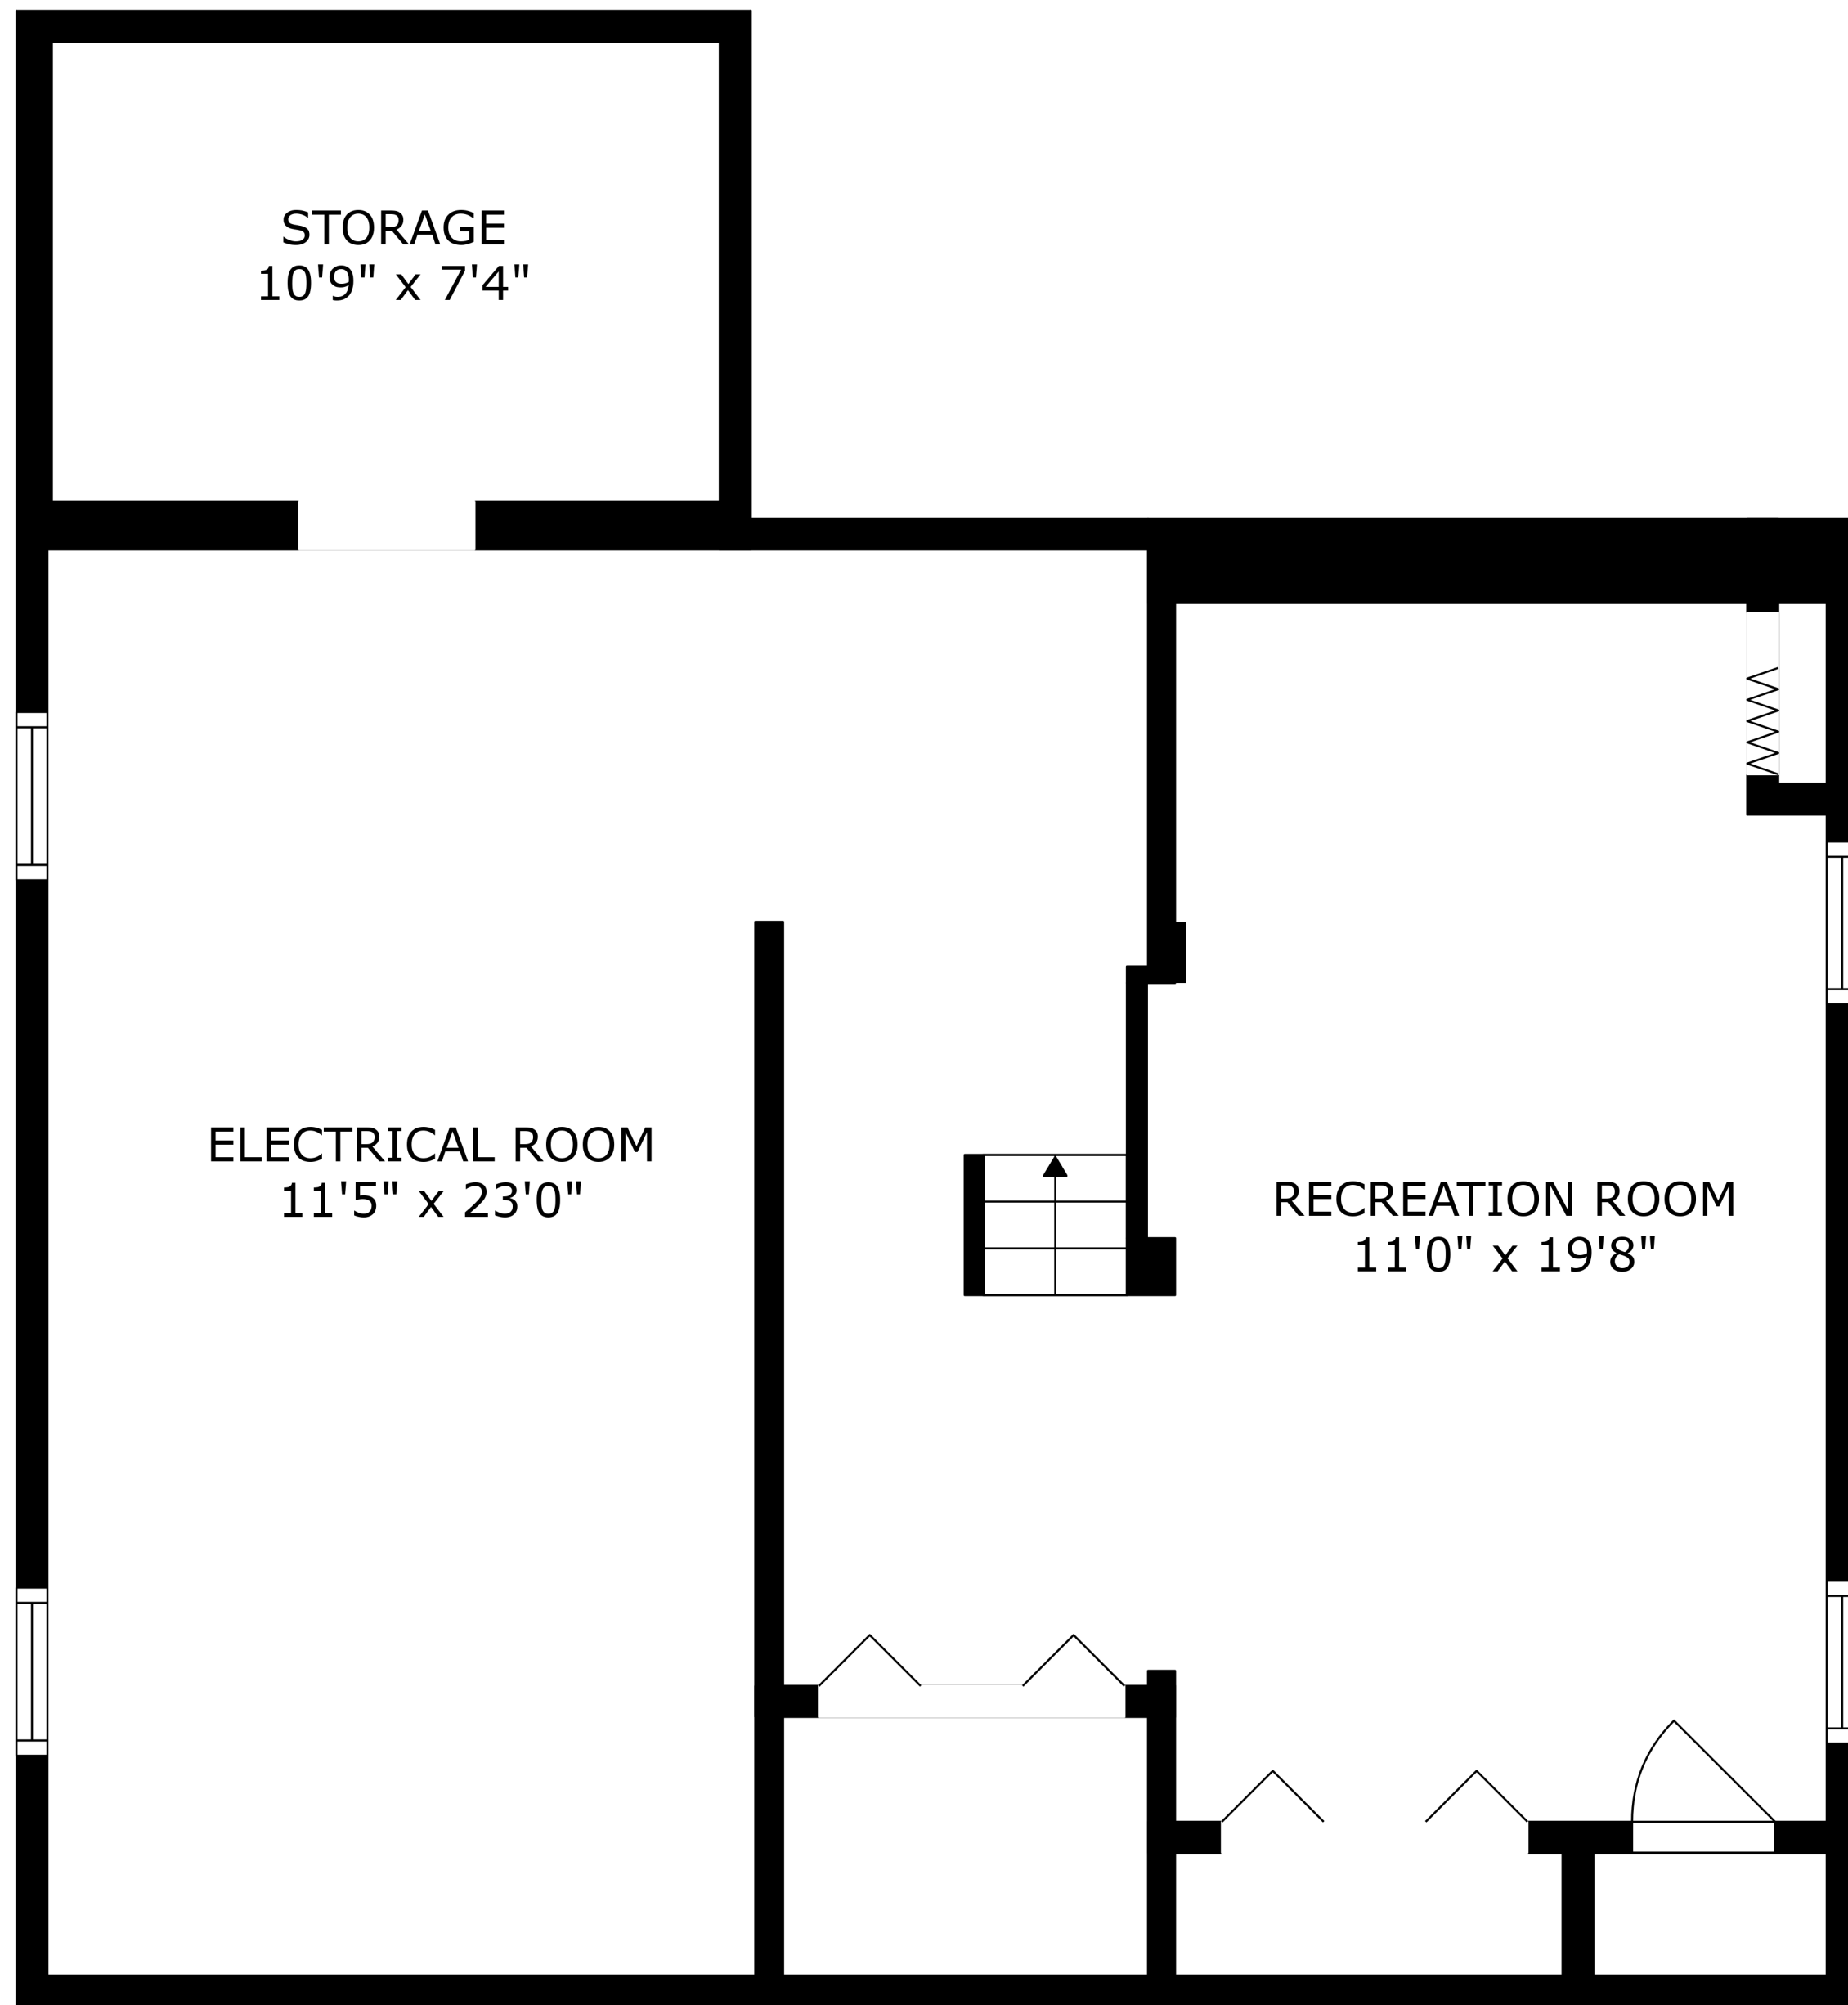 STORAGE
10'9" x 7'4"
ELECTRICAL ROOM
11'5" x 23'0"
RECREATION ROOM
11'0" x 19'8"